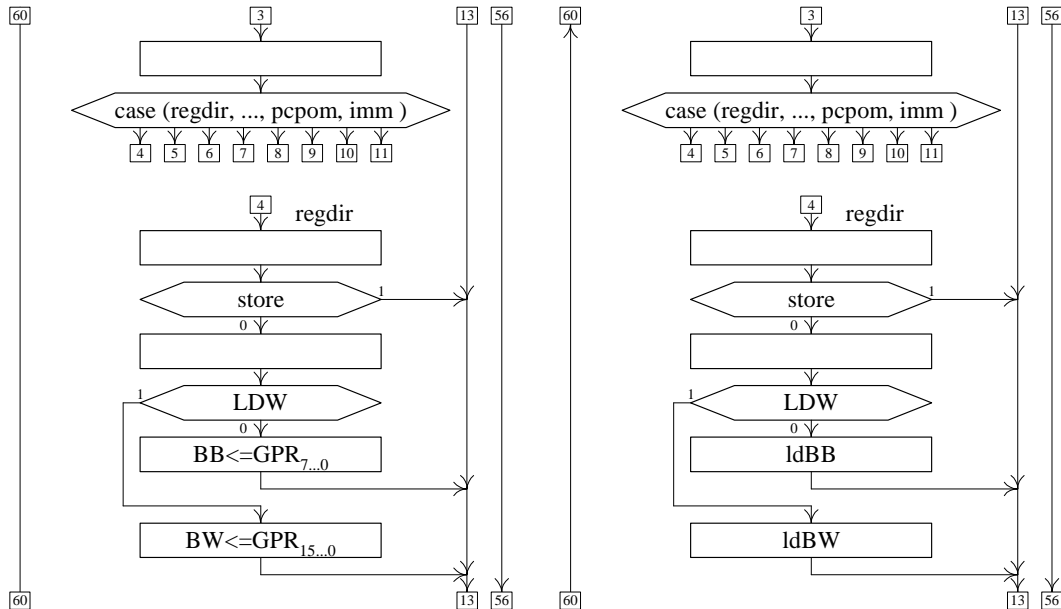 60 3 13 56
case (regdir, ..., pcpom, imm )
4 5 6 7 8 9 10 11
4 regdir
store 1
0
1 LDW
0
BB<=GPR7...0
BW<=GPR15...0
60 13 56
60 3 13 56
case (regdir, ..., pcpom, imm )
4 5 6 7 8 9 10 11
4 regdir
store 1
0
1 LDW
0
ldBB
ldBW
60 13 56